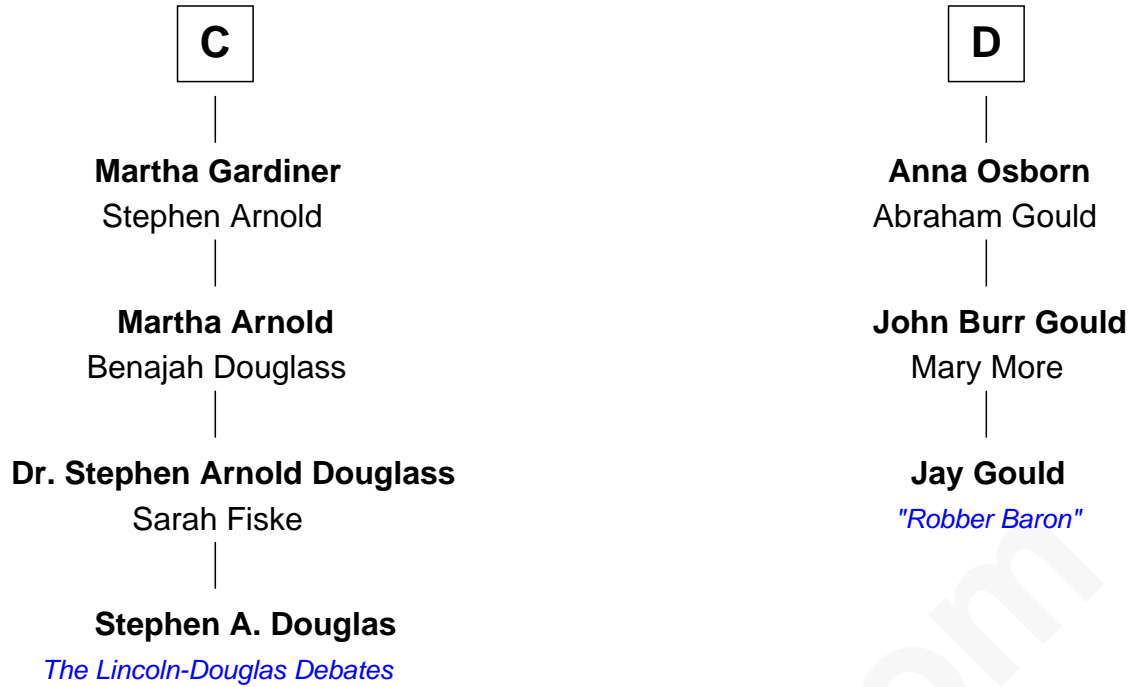 C
Martha Gardiner
Stephen Arnold
Martha Arnold
Benajah Douglass
Dr. Stephen Arnold Douglass
Sarah Fiske
Stephen A. Douglas
The Lincoln-Douglas Debates
D
Anna Osborn
Abraham Gould
John Burr Gould
Mary More
Jay Gould
"Robber Baron"
om